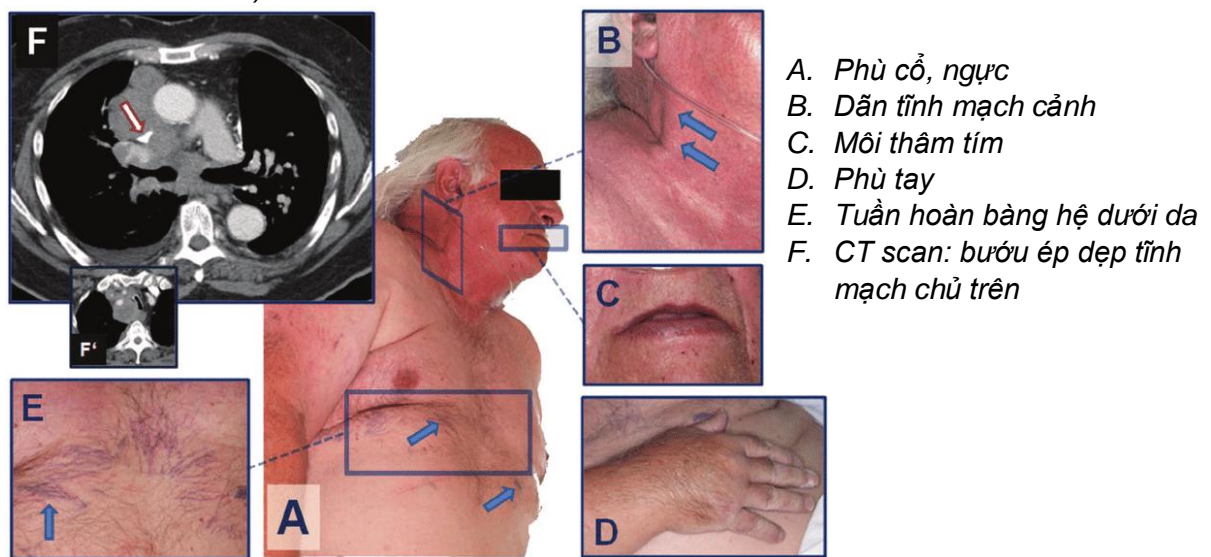 F
B
A. Phù cổ, ngực
B. Dãn tĩnh mạch cảnh
C. Môi thâm tím
D. Phù tay
E. Tuần hoàn bàng hệ dưới da
F. CT scan: bướu ép dẹp tĩnh
mạch chủ trên
C
F'
E
A
D